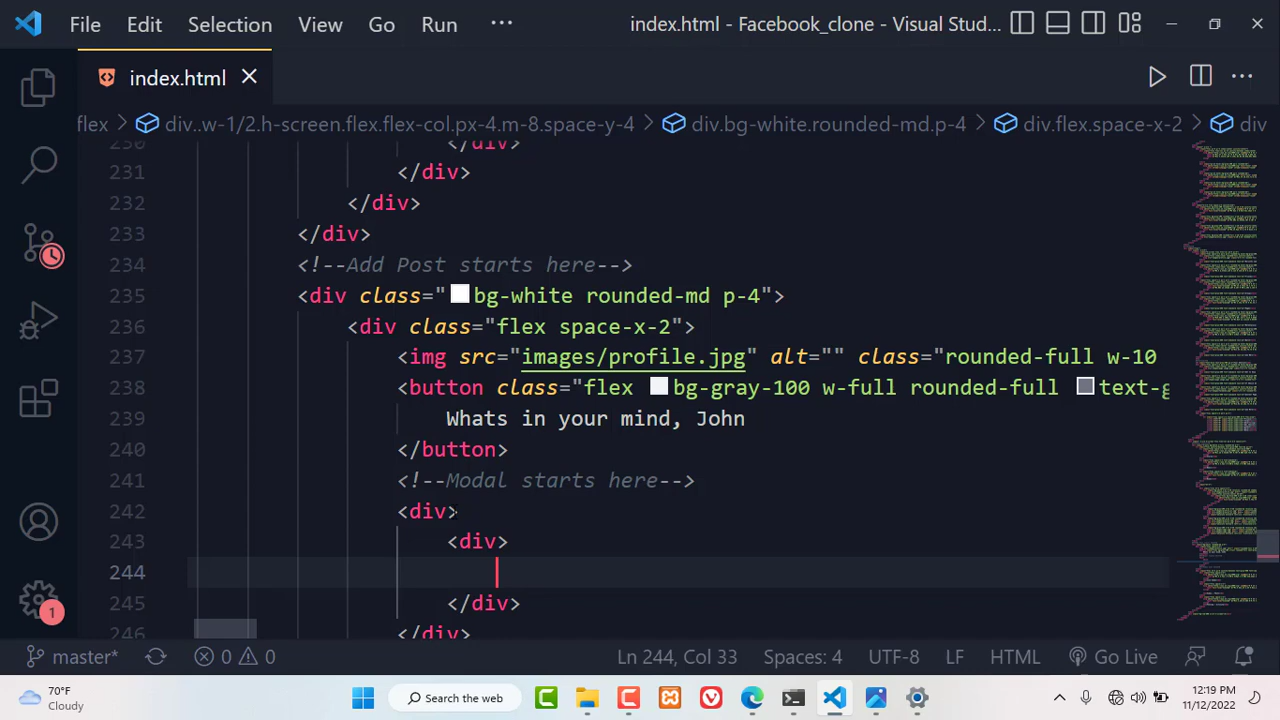 File Edit Selection View Go Run ··· index.html - Facebook_clone - Visual Stud...
index.html
flex > div..w-1/2.h-screen.flex.flex-col.px-4.m-8.space-y-4 > div.bg-white.rounded-md.p-4 > div.flex.space-x-2 > div
230 </div>
231 </div>
232 </div>
233 </div>
234 <!--Add Post starts here-->
235 <div class="bg-white rounded-md p-4">
236 <div class="flex space-x-2">
237 <img src="images/profile.jpg" alt="" class="rounded-full w-10
238 <button class="flex bg-gray-100 w-full rounded-full text-g
239 Whats in your mind, John
240 </button>
241 <!--Modal starts here-->
242 <div>
243 <div>
244
245 </div>
246 </div>
1
master* 0 0 Ln 244, Col 33 Spaces: 4 UTF-8 LF HTML Go Live
70°F
Cloudy
Search the web
12:19 PM
11/12/2022